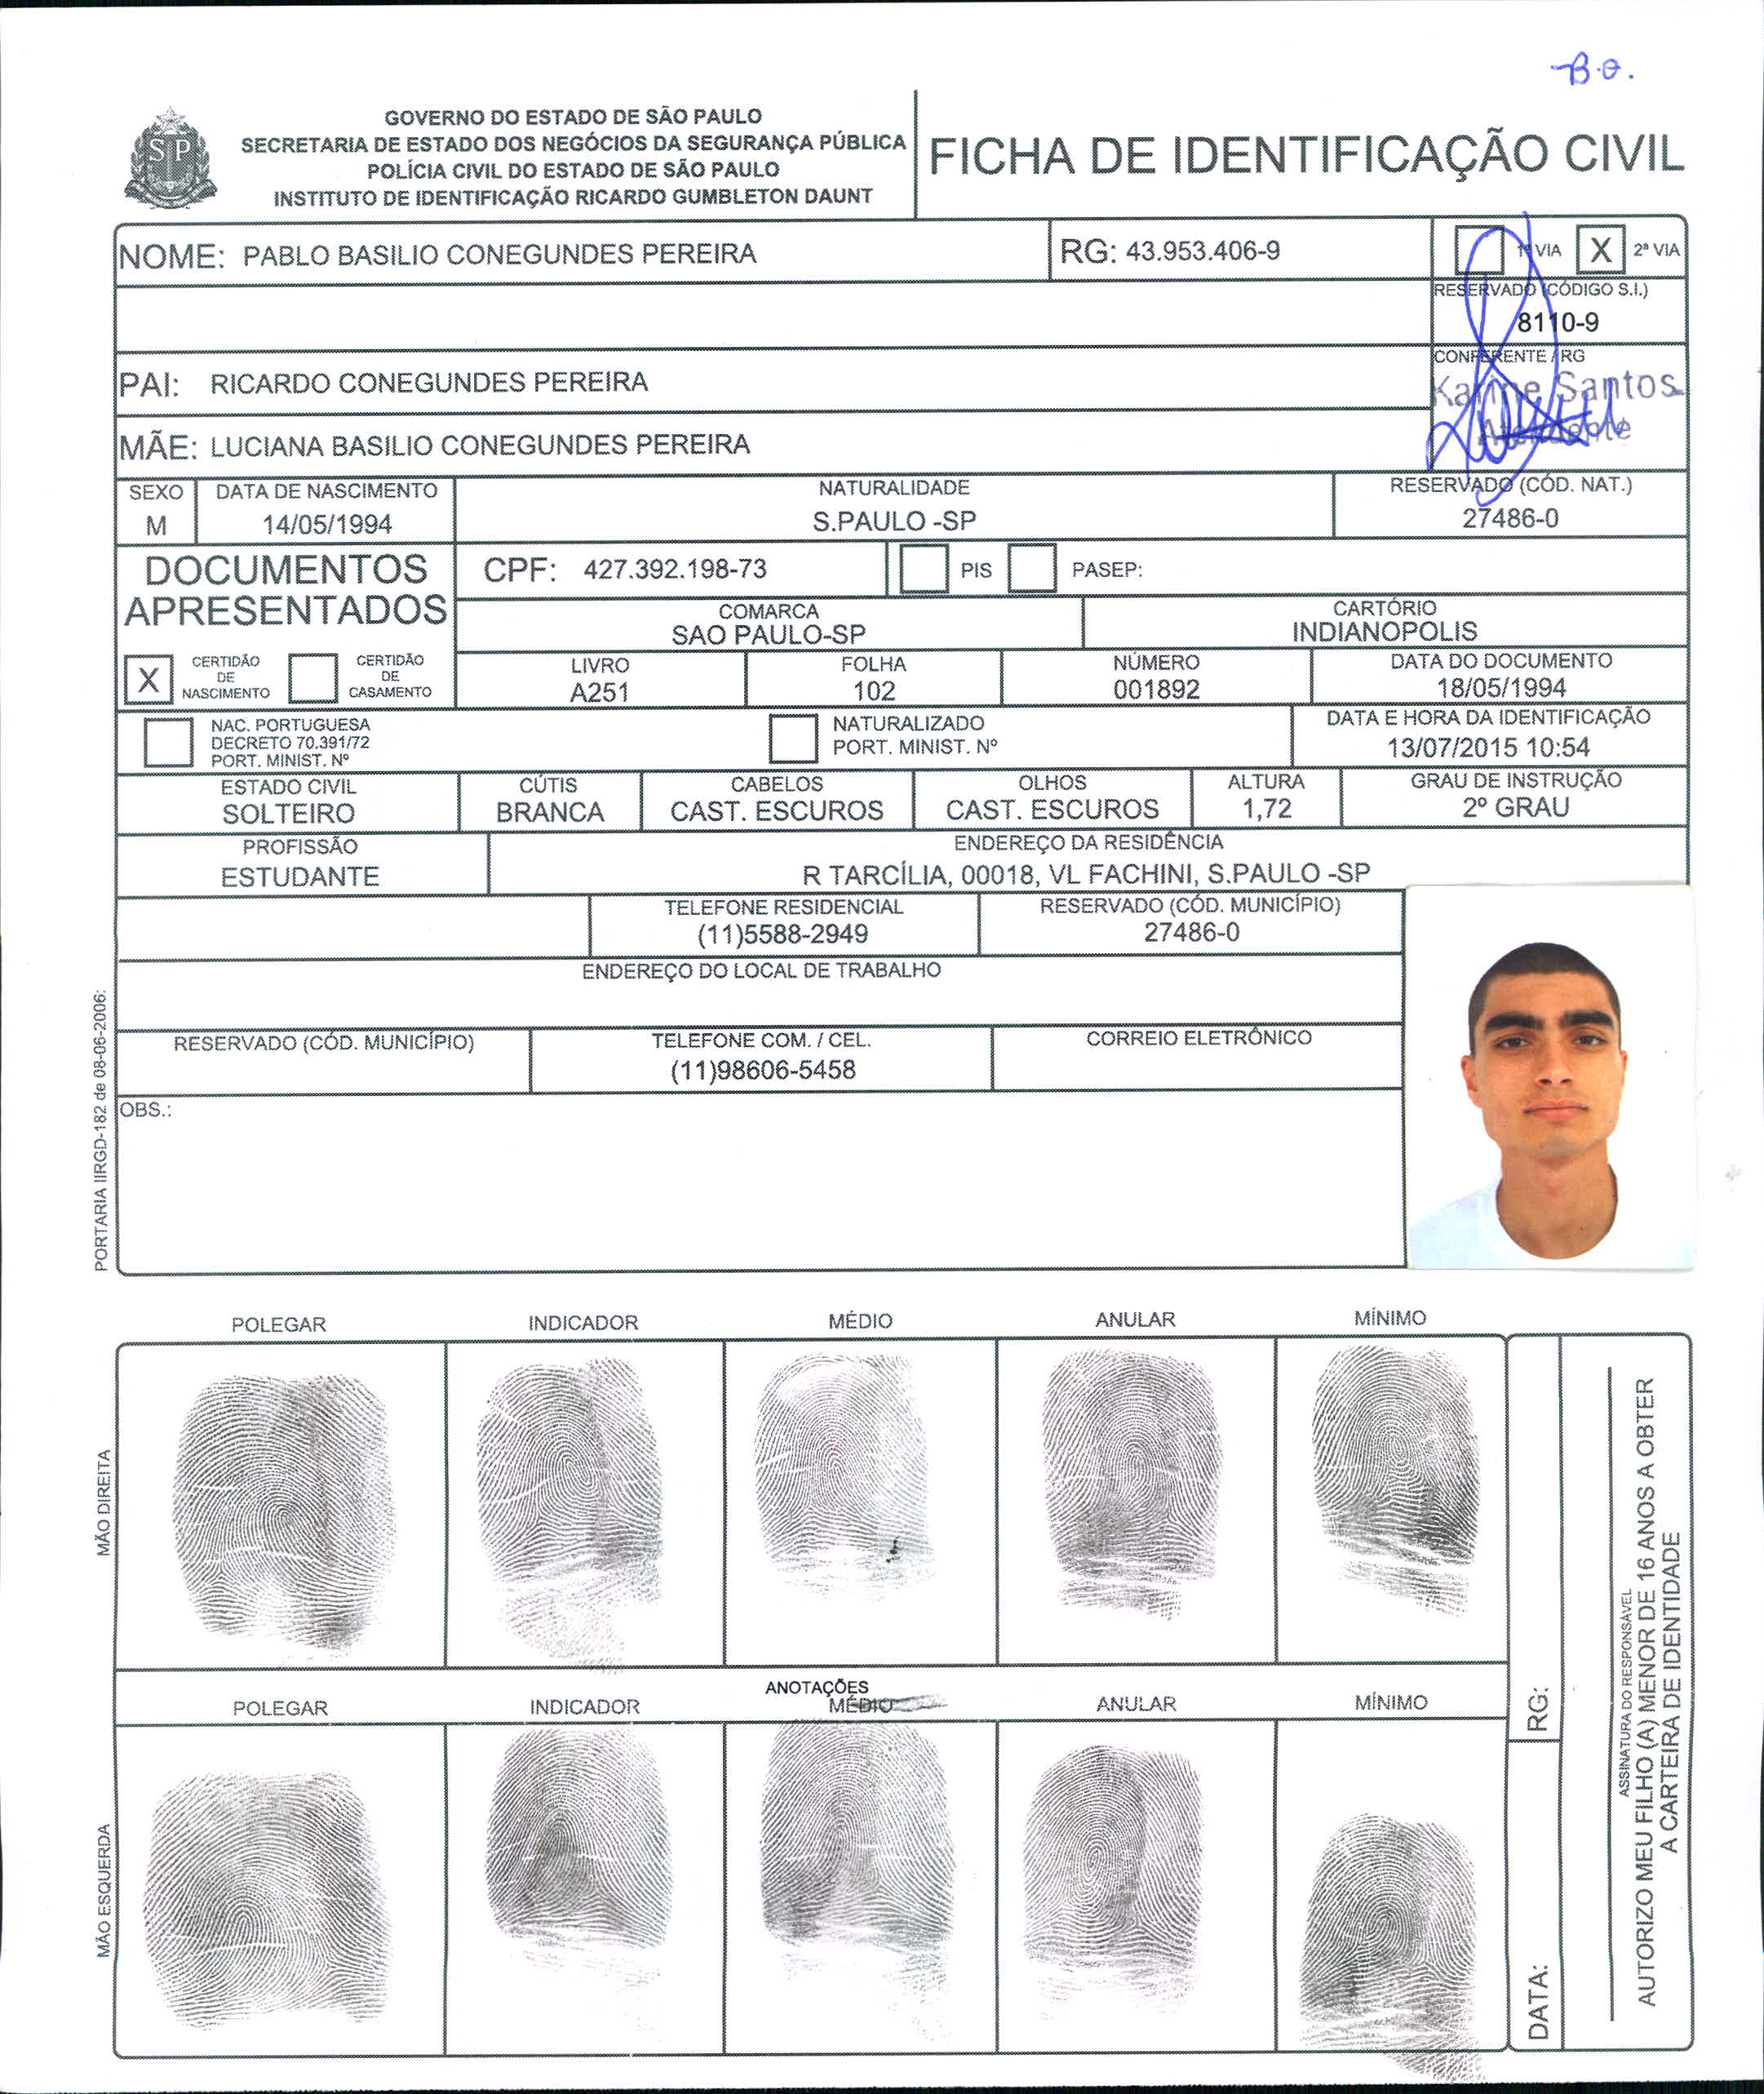 B.O.
GOVERNO DO ESTADO DE SÃO PAULO
SECRETARIA DE ESTADO DOS NEGÓCIOS DA SEGURANÇA PÚBLICA
POLÍCIA CIVIL DO ESTADO DE SÃO PAULO
INSTITUTO DE IDENTIFICAÇÃO RICARDO GUMBLETON DAUNT
SP
FICHA DE IDENTIFICAÇÃO CIVIL
NOME: PABLO BASILIO CONEGUNDES PEREIRA
RG: 43.953.406-9
1ª VIA X 2ª VIA
RESERVADO (CÓDIGO S.I.)
8110-9
PAI: RICARDO CONEGUNDES PEREIRA
CONFERENTE / RG
Karine Santos
Atendente
MÃE: LUCIANA BASILIO CONEGUNDES PEREIRA
SEXO
M
DATA DE NASCIMENTO
14/05/1994
NATURALIDADE
S.PAULO -SP
RESERVADO (CÓD. NAT.)
27486-0
DOCUMENTOS
APRESENTADOS
CPF: 427.392.198-73
PIS
PASEP:
COMARCA
SAO PAULO-SP
CARTÓRIO
INDIANOPOLIS
X
CERTIDÃO
DE
NASCIMENTO
CERTIDÃO
DE
CASAMENTO
LIVRO
A251
FOLHA
102
NÚMERO
001892
DATA DO DOCUMENTO
18/05/1994
NAC. PORTUGUESA
DECRETO 70.391/72
PORT. MINIST. Nº
NATURALIZADO
PORT. MINIST. Nº
DATA E HORA DA IDENTIFICAÇÃO
13/07/2015 10:54
ESTADO CIVIL
SOLTEIRO
CÚTIS
BRANCA
CABELOS
CAST. ESCUROS
OLHOS
CAST. ESCUROS
ALTURA
1,72
GRAU DE INSTRUÇÃO
2º GRAU
PROFISSÃO
ESTUDANTE
ENDEREÇO DA RESIDÊNCIA
R TARCÍLIA, 00018, VL FACHINI, S.PAULO -SP
TELEFONE RESIDENCIAL
(11)5588-2949
RESERVADO (CÓD. MUNICÍPIO)
27486-0
ENDEREÇO DO LOCAL DE TRABALHO
RESERVADO (CÓD. MUNICÍPIO)
TELEFONE COM. / CEL.
(11)98606-5458
CORREIO ELETRÔNICO
OBS.:
PORTARIA IIRGD-182 de 08-06-2006:
POLEGAR
INDICADOR
MÉDIO
ANULAR
MÍNIMO
MÃO DIREITA
ANOTAÇÕES
POLEGAR
INDICADOR
MÉDIO
ANULAR
MÍNIMO
MÃO ESQUERDA
RG:
DATA:
ASSINATURA DO RESPONSÁVEL
AUTORIZO MEU FILHO (A) MENOR DE 16 ANOS A OBTER
A CARTEIRA DE IDENTIDADE